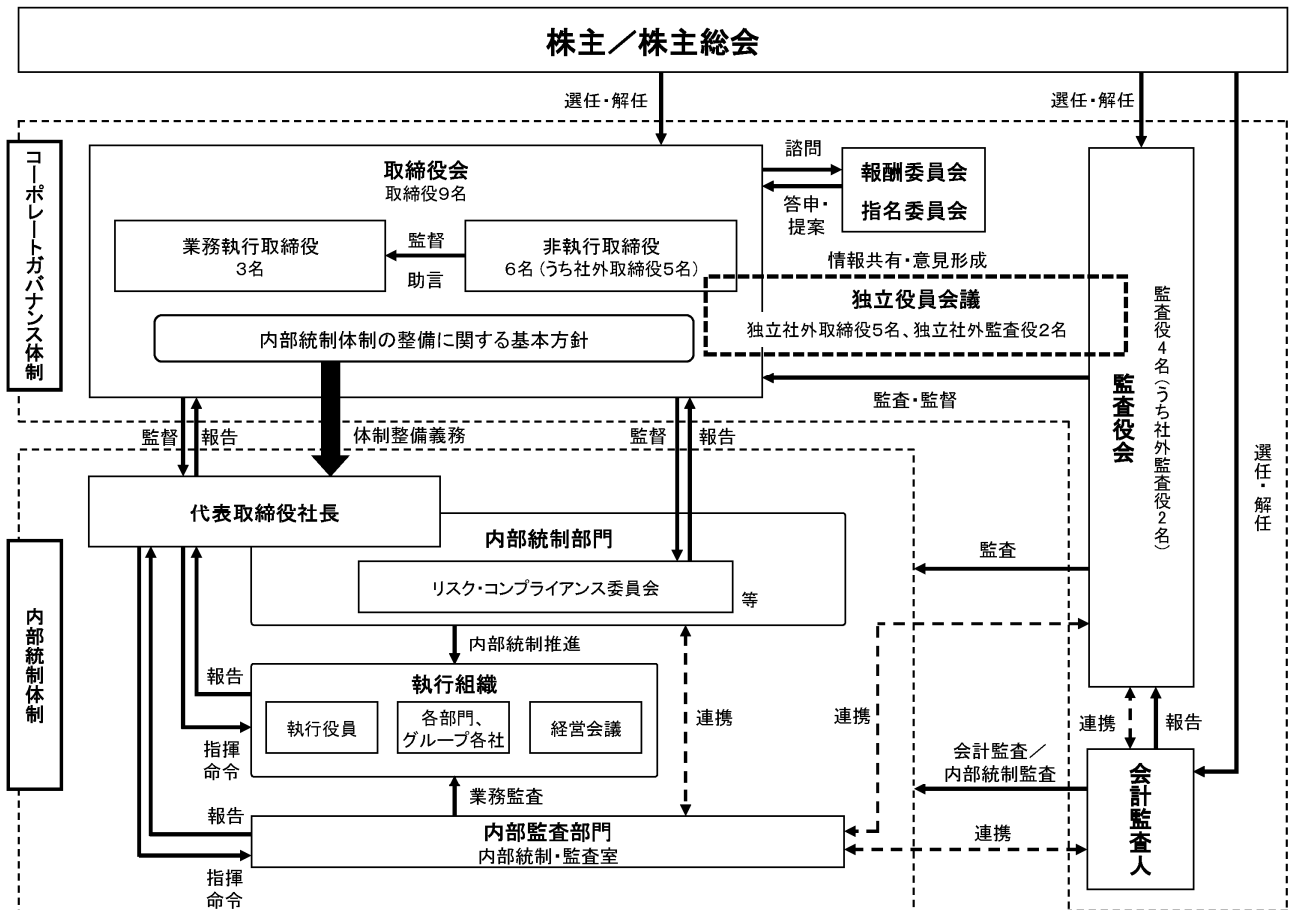 株主／株主総会
選任・解任
選任・解任
コーポレートガバナンス体制
取締役会
取締役9名
諮問
答申・
提案
報酬委員会
指名委員会
業務執行取締役
3名
監督
助言
非執行取締役
6名（うち社外取締役5名）
情報共有・意見形成
独立役員会議
独立社外取締役5名、独立社外監査役2名
内部統制体制の整備に関する基本方針
監査・監督
監査役会
監査役4名（うち社外監査役2名）
選任・解任
監督
報告
体制整備義務
監督
報告
内部統制体制
代表取締役社長
内部統制部門
リスク・コンプライアンス委員会
等
監査
内部統制推進
報告
執行組織
執行役員
各部門、
グループ各社
経営会議
指揮
命令
連携
連携
連携
報告
会計監査／
内部統制監査
会計監査人
業務監査
報告
内部監査部門
内部統制・監査室
連携
指揮
命令